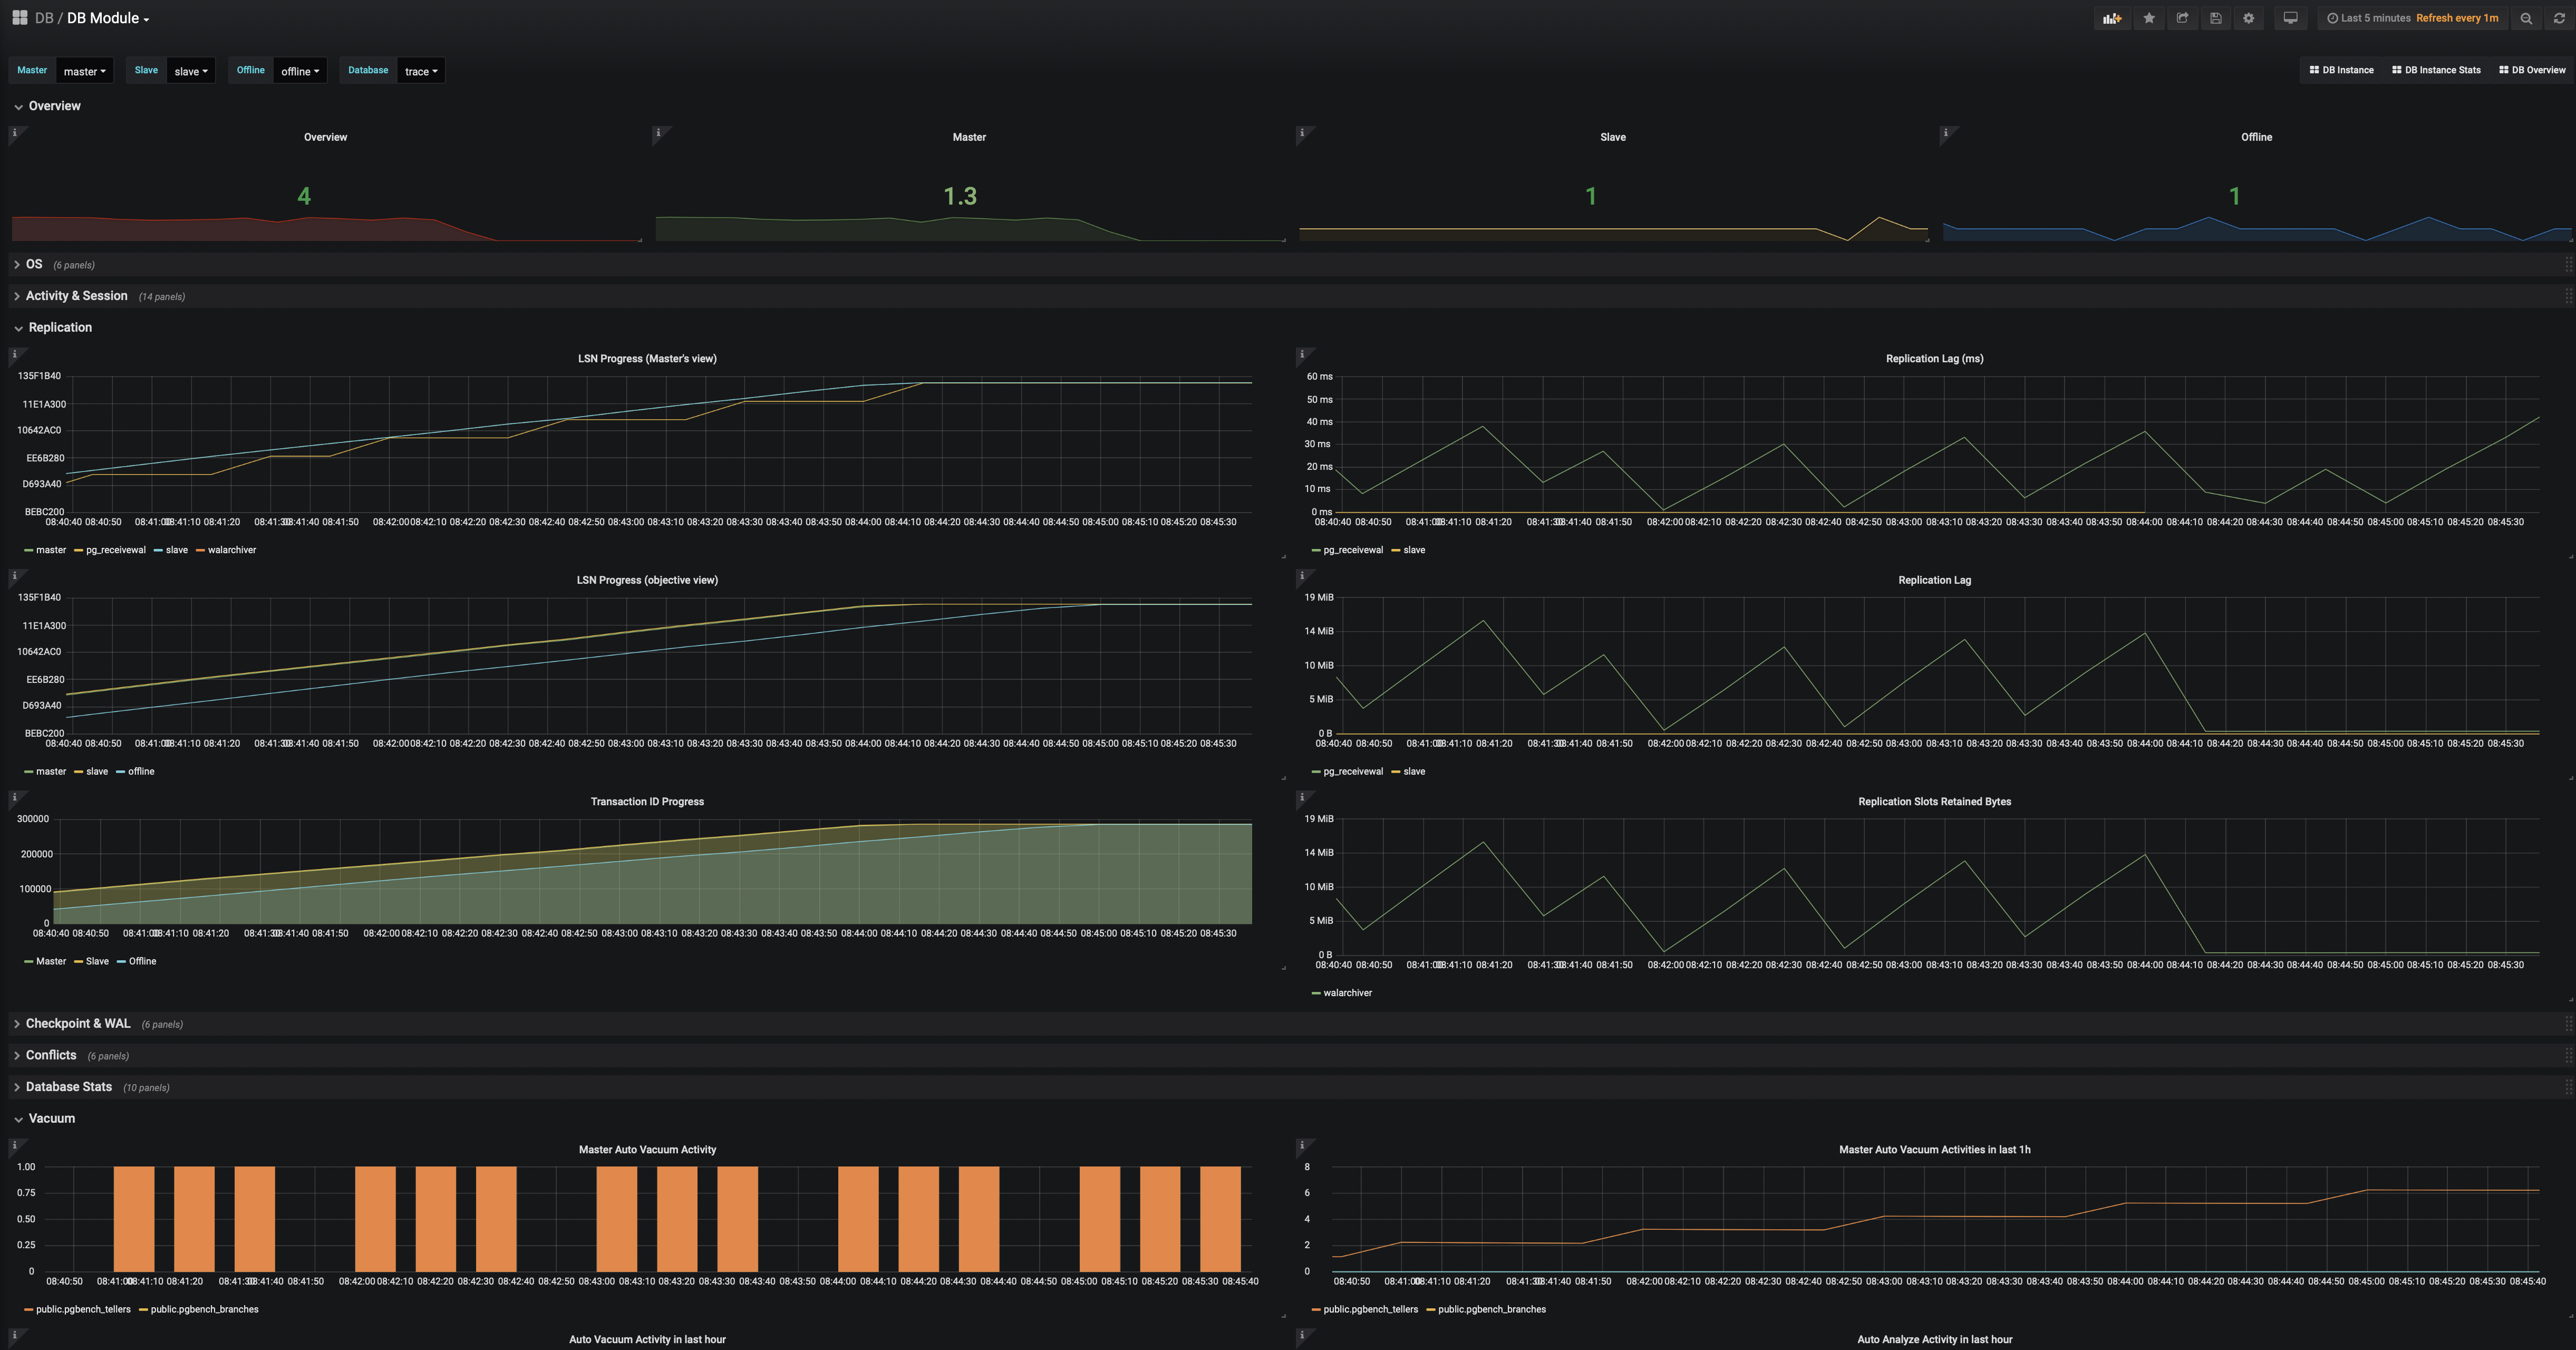 DB / DB Module
Last 5 minutes Refresh every 1m
Master master Slave slave Offline offline Database trace
DB Instance DB Instance Stats DB Overview
Overview
Overview
4
Master
1.3
Slave
1
Offline
1
OS (6 panels)
Activity & Session (14 panels)
Replication
LSN Progress (Master's view)
135F1B40
11E1A300
10642AC0
EE6B280
D693A40
BEBC200
08:40:40 08:40:50 08:41:00 08:41:10 08:41:20 08:41:30 08:41:40 08:41:50 08:42:00 08:42:10 08:42:20 08:42:30 08:42:40 08:42:50 08:43:00 08:43:10 08:43:20 08:43:30 08:43:40 08:43:50 08:44:00 08:44:10 08:44:20 08:44:30 08:44:40 08:44:50 08:45:00 08:45:10 08:45:20 08:45:30
master pg_receivewal slave walarchiver
Replication Lag (ms)
60 ms
50 ms
40 ms
30 ms
20 ms
10 ms
0 ms
08:40:40 08:40:50 08:41:00 08:41:10 08:41:20 08:41:30 08:41:40 08:41:50 08:42:00 08:42:10 08:42:20 08:42:30 08:42:40 08:42:50 08:43:00 08:43:10 08:43:20 08:43:30 08:43:40 08:43:50 08:44:00 08:44:10 08:44:20 08:44:30 08:44:40 08:44:50 08:45:00 08:45:10 08:45:20 08:45:30
pg_receivewal slave
LSN Progress (objective view)
135F1B40
11E1A300
10642AC0
EE6B280
D693A40
BEBC200
08:40:40 08:40:50 08:41:00 08:41:10 08:41:20 08:41:30 08:41:40 08:41:50 08:42:00 08:42:10 08:42:20 08:42:30 08:42:40 08:42:50 08:43:00 08:43:10 08:43:20 08:43:30 08:43:40 08:43:50 08:44:00 08:44:10 08:44:20 08:44:30 08:44:40 08:44:50 08:45:00 08:45:10 08:45:20 08:45:30
master slave offline
Replication Lag
19 MiB
14 MiB
10 MiB
5 MiB
0 B
08:40:40 08:40:50 08:41:00 08:41:10 08:41:20 08:41:30 08:41:40 08:41:50 08:42:00 08:42:10 08:42:20 08:42:30 08:42:40 08:42:50 08:43:00 08:43:10 08:43:20 08:43:30 08:43:40 08:43:50 08:44:00 08:44:10 08:44:20 08:44:30 08:44:40 08:44:50 08:45:00 08:45:10 08:45:20 08:45:30
pg_receivewal slave
Transaction ID Progress
300000
200000
100000
0
08:40:40 08:40:50 08:41:00 08:41:10 08:41:20 08:41:30 08:41:40 08:41:50 08:42:00 08:42:10 08:42:20 08:42:30 08:42:40 08:42:50 08:43:00 08:43:10 08:43:20 08:43:30 08:43:40 08:43:50 08:44:00 08:44:10 08:44:20 08:44:30 08:44:40 08:44:50 08:45:00 08:45:10 08:45:20 08:45:30
Master Slave Offline
Replication Slots Retained Bytes
19 MiB
14 MiB
10 MiB
5 MiB
0 B
08:40:40 08:40:50 08:41:00 08:41:10 08:41:20 08:41:30 08:41:40 08:41:50 08:42:00 08:42:10 08:42:20 08:42:30 08:42:40 08:42:50 08:43:00 08:43:10 08:43:20 08:43:30 08:43:40 08:43:50 08:44:00 08:44:10 08:44:20 08:44:30 08:44:40 08:44:50 08:45:00 08:45:10 08:45:20 08:45:30
walarchiver
Checkpoint & WAL (6 panels)
Conflicts (6 panels)
Database Stats (10 panels)
Vacuum
Master Auto Vacuum Activity
1.00
0.75
0.50
0.25
0
08:40:50 08:41:00 08:41:10 08:41:20 08:41:30 08:41:40 08:41:50 08:42:00 08:42:10 08:42:20 08:42:30 08:42:40 08:42:50 08:43:00 08:43:10 08:43:20 08:43:30 08:43:40 08:43:50 08:44:00 08:44:10 08:44:20 08:44:30 08:44:40 08:44:50 08:45:00 08:45:10 08:45:20 08:45:30 08:45:40
public.pgbench_tellers public.pgbench_branches
Master Auto Vacuum Activities in last 1h
8
6
4
2
0
08:40:50 08:41:00 08:41:10 08:41:20 08:41:30 08:41:40 08:41:50 08:42:00 08:42:10 08:42:20 08:42:30 08:42:40 08:42:50 08:43:00 08:43:10 08:43:20 08:43:30 08:43:40 08:43:50 08:44:00 08:44:10 08:44:20 08:44:30 08:44:40 08:44:50 08:45:00 08:45:10 08:45:20 08:45:30 08:45:40
public.pgbench_tellers public.pgbench_branches
Auto Vacuum Activity in last hour
Auto Analyze Activity in last hour